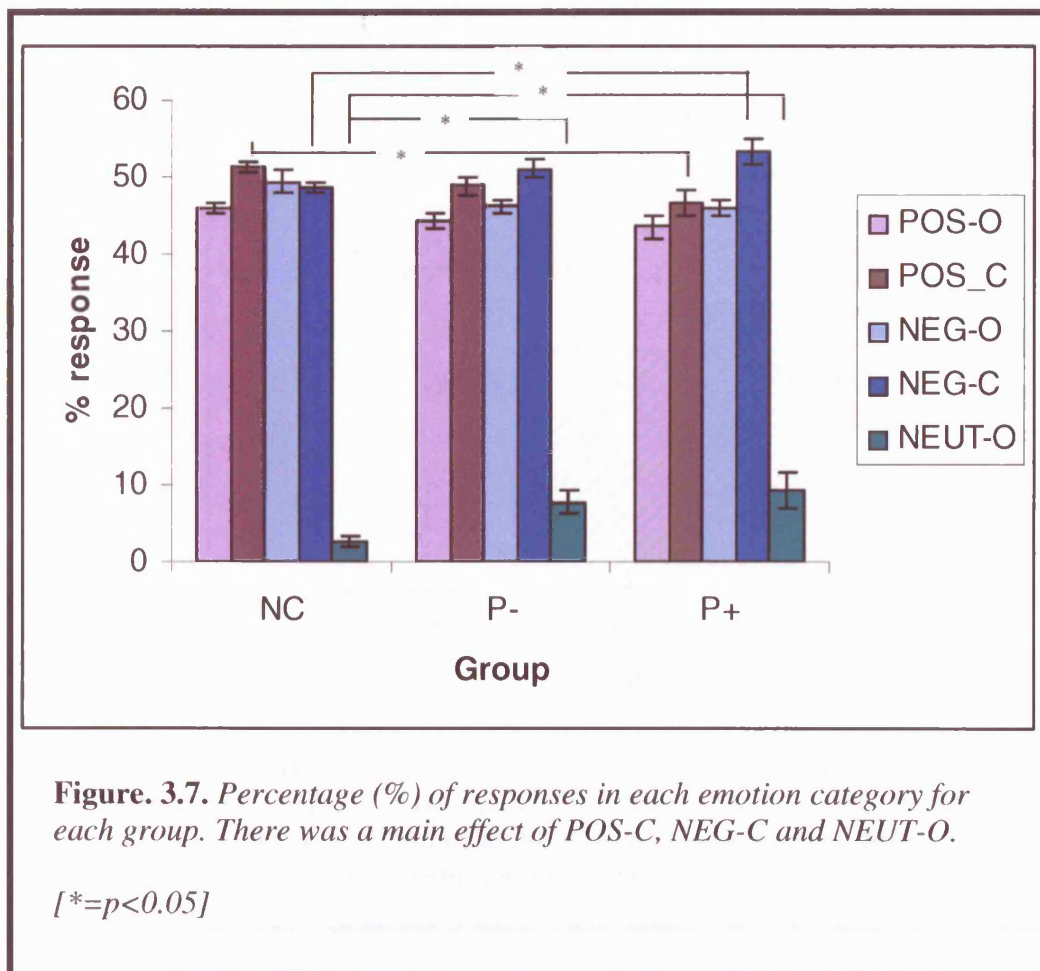 *
*
*
*
60
50
40
30
20
10
0
% response
NC P- P+
Group
POS-O
POS_C
NEG-O
NEG-C
NEUT-O
Figure. 3.7. Percentage (%) of responses in each emotion category for
each group. There was a main effect of POS-C, NEG-C and NEUT-O.
[*=p<0.05]